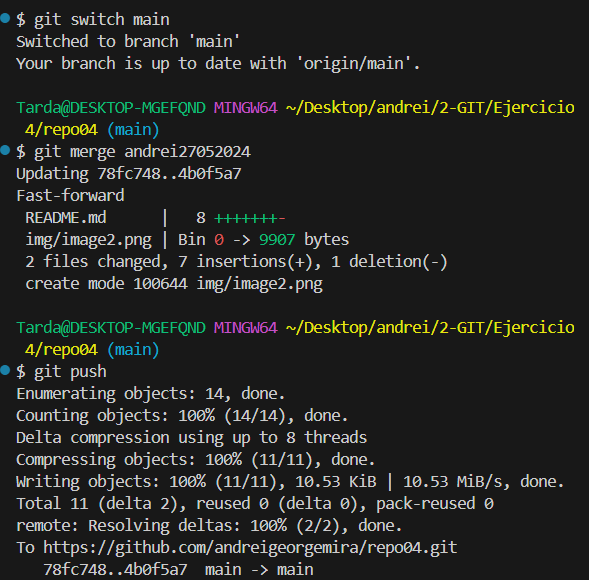 $ git switch main
Switched to branch 'main'
Your branch is up to date with 'origin/main'.
Tarda@DESKTOP-MGEFQND MINGW64 ~/Desktop/andrei/2-GIT/Ejercicio
4/repo04 (main)
$ git merge andrei27052024
Updating 78fc748..4b0f5a7
Fast-forward
README.md | 8 +++++++-
img/image2.png | Bin 0 -> 9907 bytes
2 files changed, 7 insertions(+), 1 deletion(-)
create mode 100644 img/image2.png
Tarda@DESKTOP-MGEFQND MINGW64 ~/Desktop/andrei/2-GIT/Ejercicio
4/repo04 (main)
$ git push
Enumerating objects: 14, done.
Counting objects: 100% (14/14), done.
Delta compression using up to 8 threads
Compressing objects: 100% (11/11), done.
Writing objects: 100% (11/11), 10.53 KiB | 10.53 MiB/s, done.
Total 11 (delta 2), reused 0 (delta 0), pack-reused 0
remote: Resolving deltas: 100% (2/2), done.
To https://github.com/andreigeorgemira/repo04.git
78fc748..4b0f5a7 main -> main